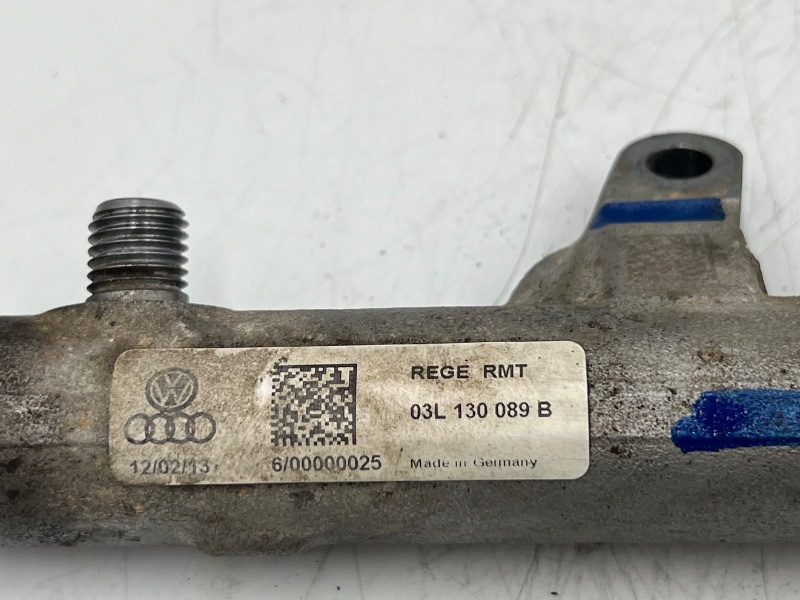 REGE RMT
03L 130 089 B
12/02/13
6/00000025
Made in Germany